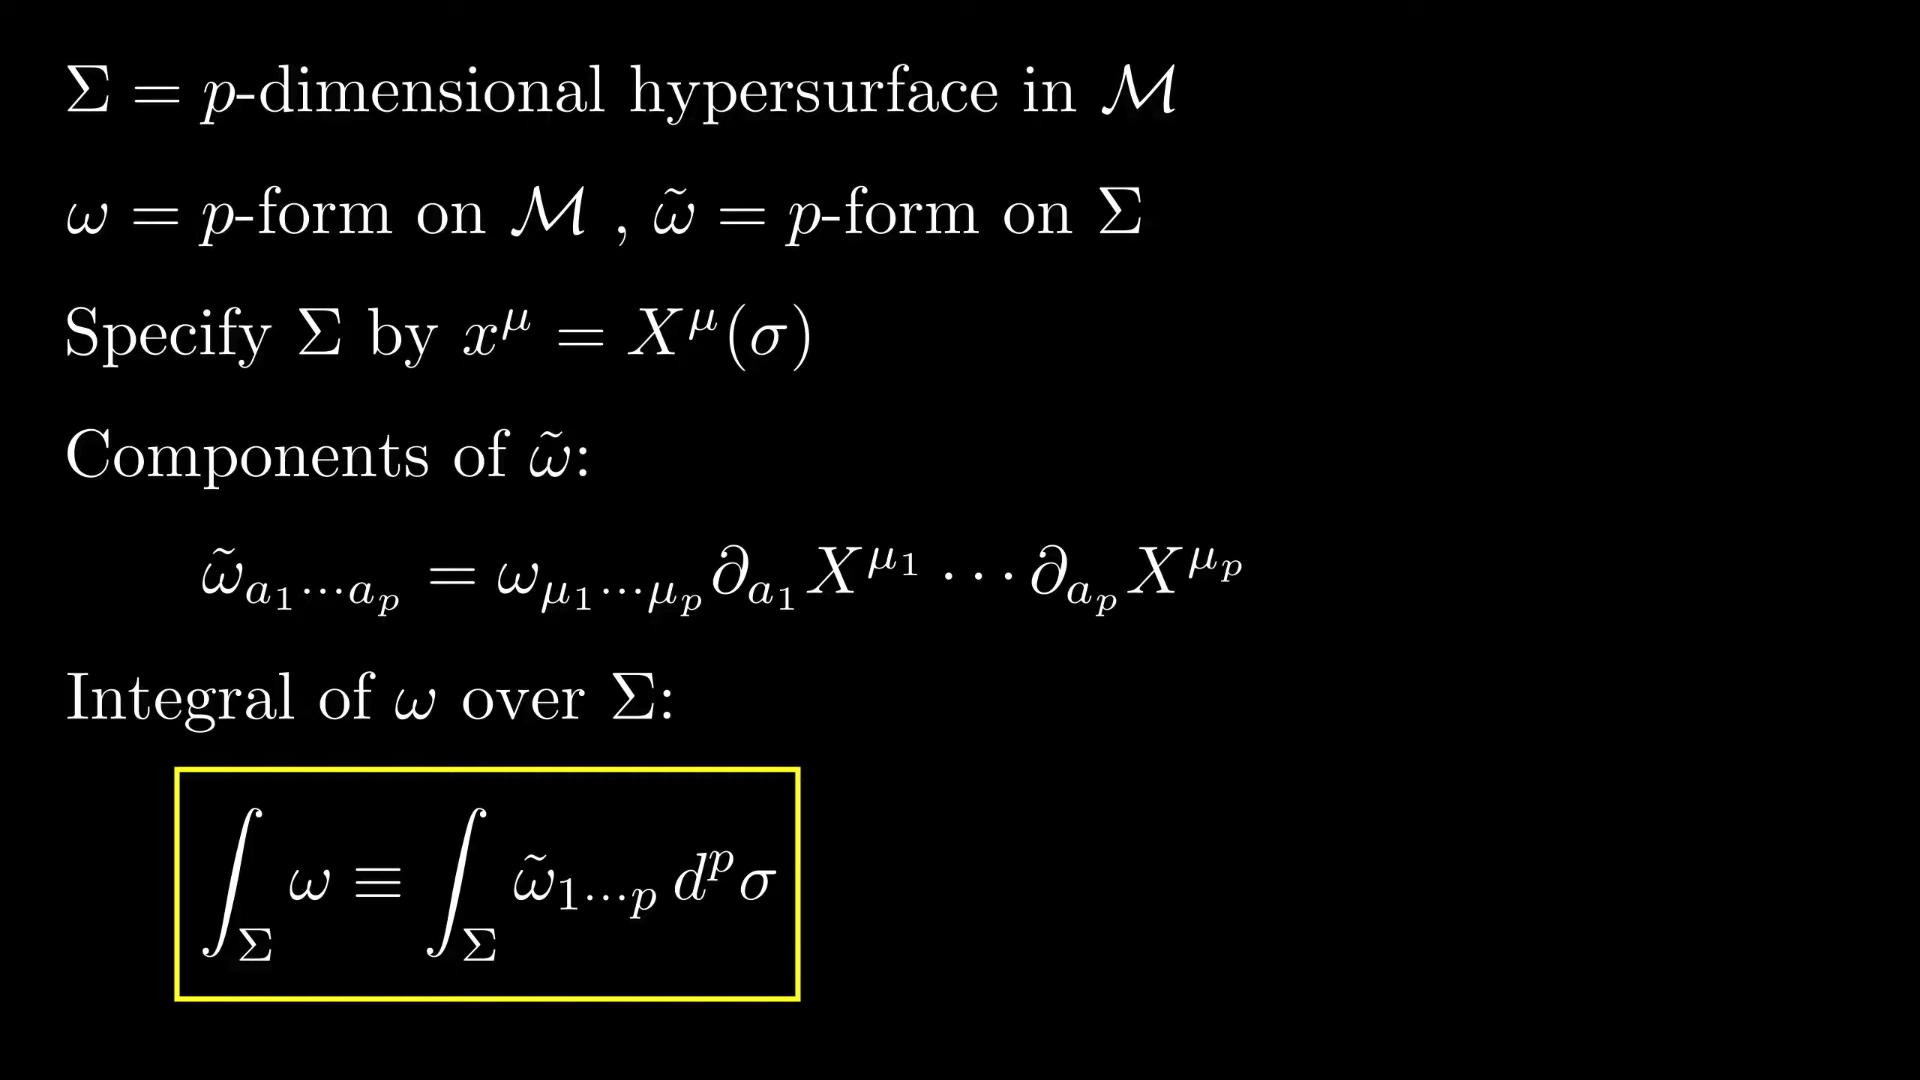 Σ = p-dimensional hypersurface in ℳ
ω = p-form on ℳ , ω̃ = p-form on Σ
Specify Σ by x^μ = X^μ(σ)
Components of ω̃:
ω̃_{a_1⋯a_p} = ω_{μ_1⋯μ_p} ∂_{a_1} X^{μ_1} ⋯ ∂_{a_p} X^{μ_p}
Integral of ω over Σ:
∫_Σ ω ≡ ∫_Σ ω̃_{1⋯p} d^p σ